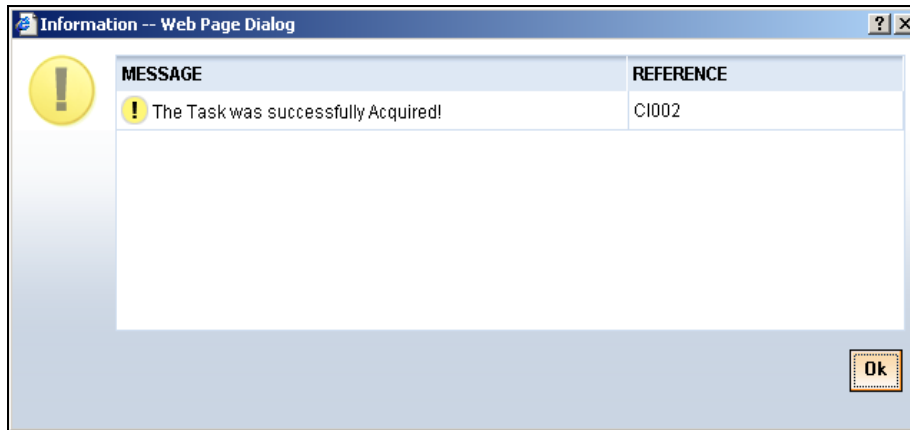 Information -- Web Page Dialog
MESSAGE REFERENCE
The Task was successfully Acquired! CI002
Ok